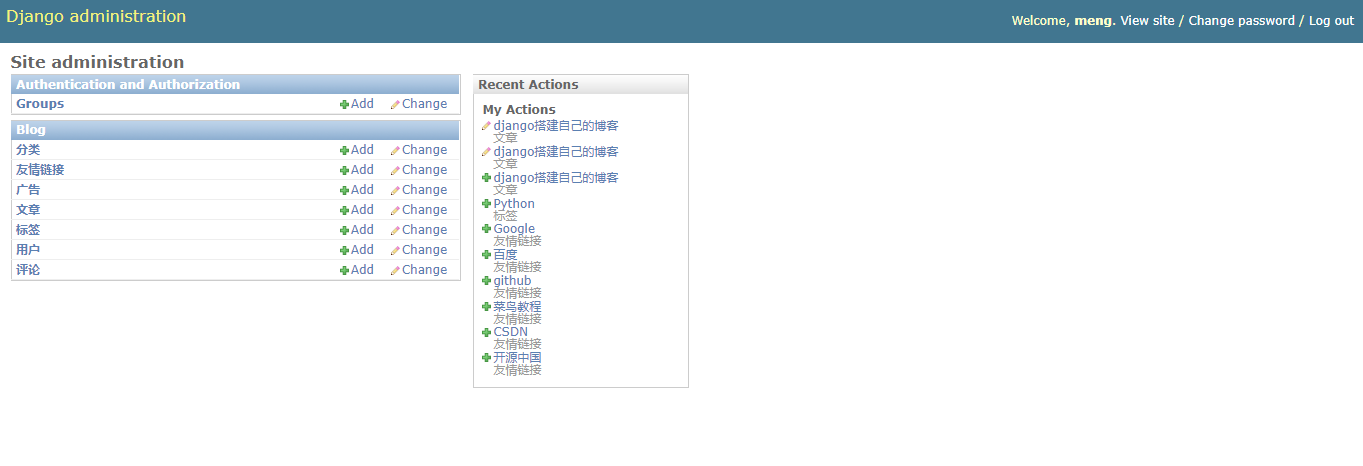 Django administration
Welcome, meng. View site / Change password / Log out
Site administration
Authentication and Authorization
Groups Add Change
Blog
分类 Add Change
友情链接 Add Change
广告 Add Change
文章 Add Change
标签 Add Change
用户 Add Change
评论 Add Change
Recent Actions
My Actions
django搭建自己的博客
文章
django搭建自己的博客
文章
django搭建自己的博客
文章
Python
标签
Google
友情链接
百度
友情链接
github
友情链接
菜鸟教程
友情链接
CSDN
友情链接
开源中国
友情链接